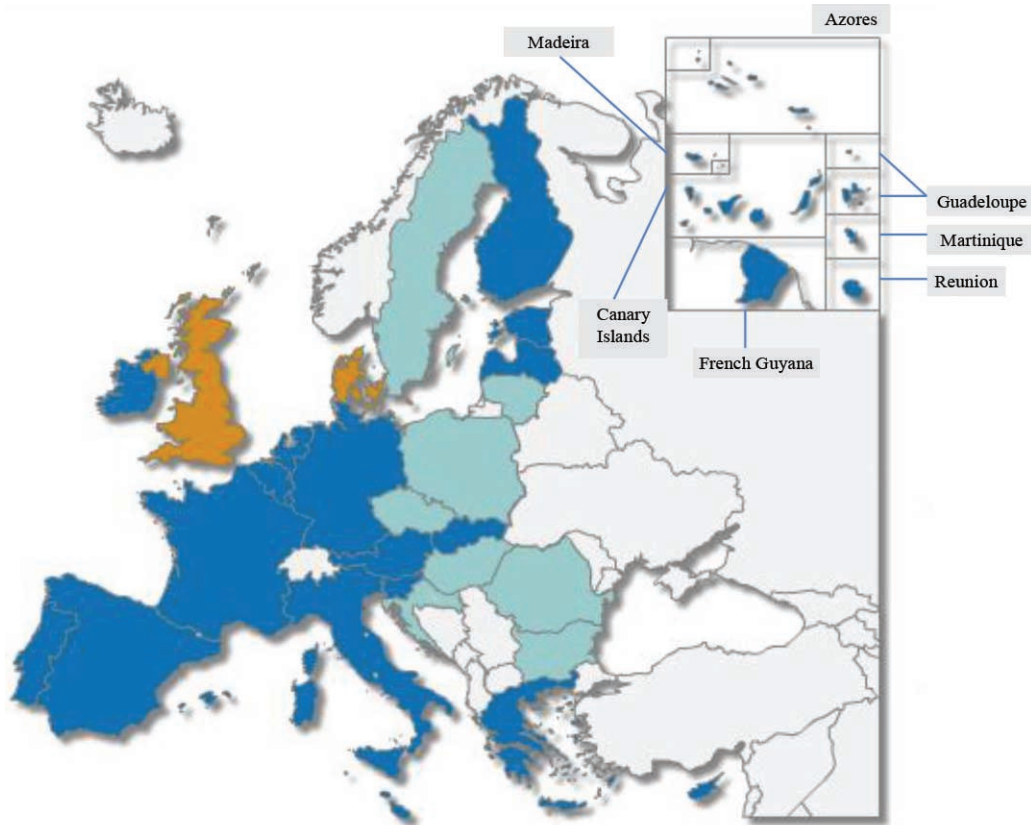 Azores
Madeira
Guadeloupe
Martinique
Reunion
Canary
Islands
French Guyana